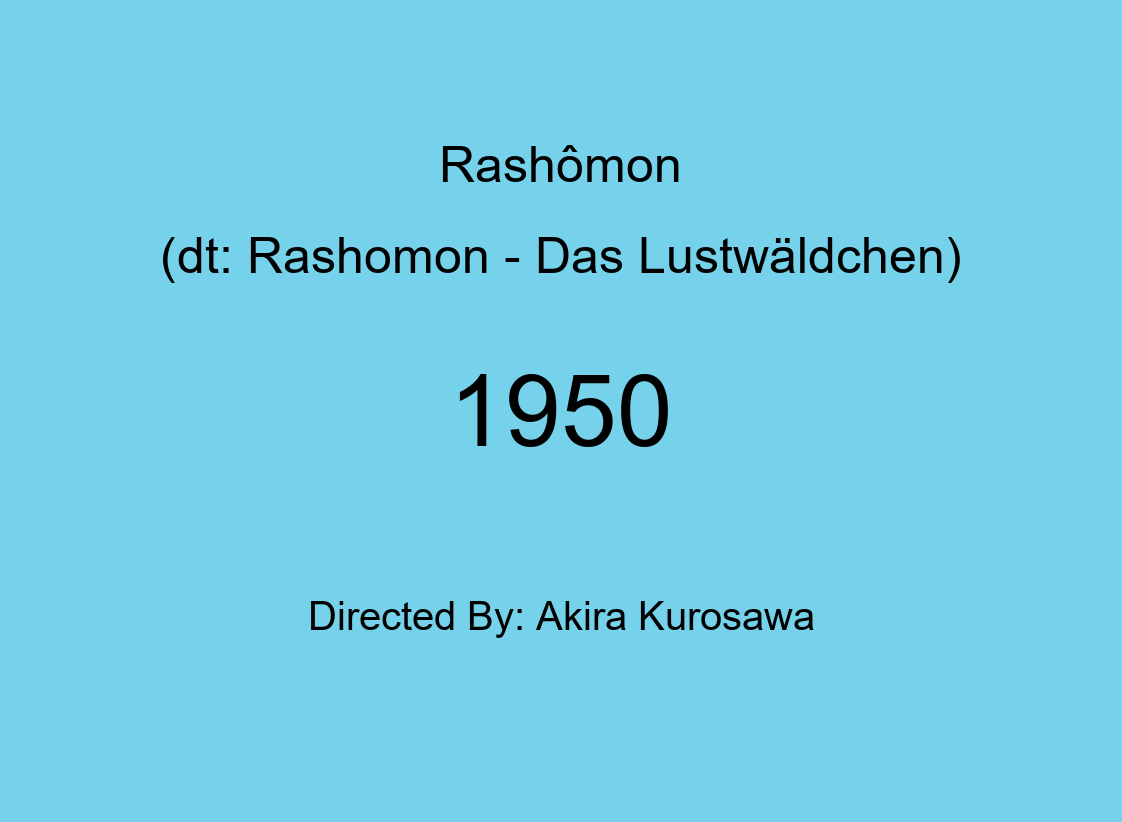 Rashômon
(dt: Rashomon - Das Lustwäldchen)
1950
Directed By: Akira Kurosawa